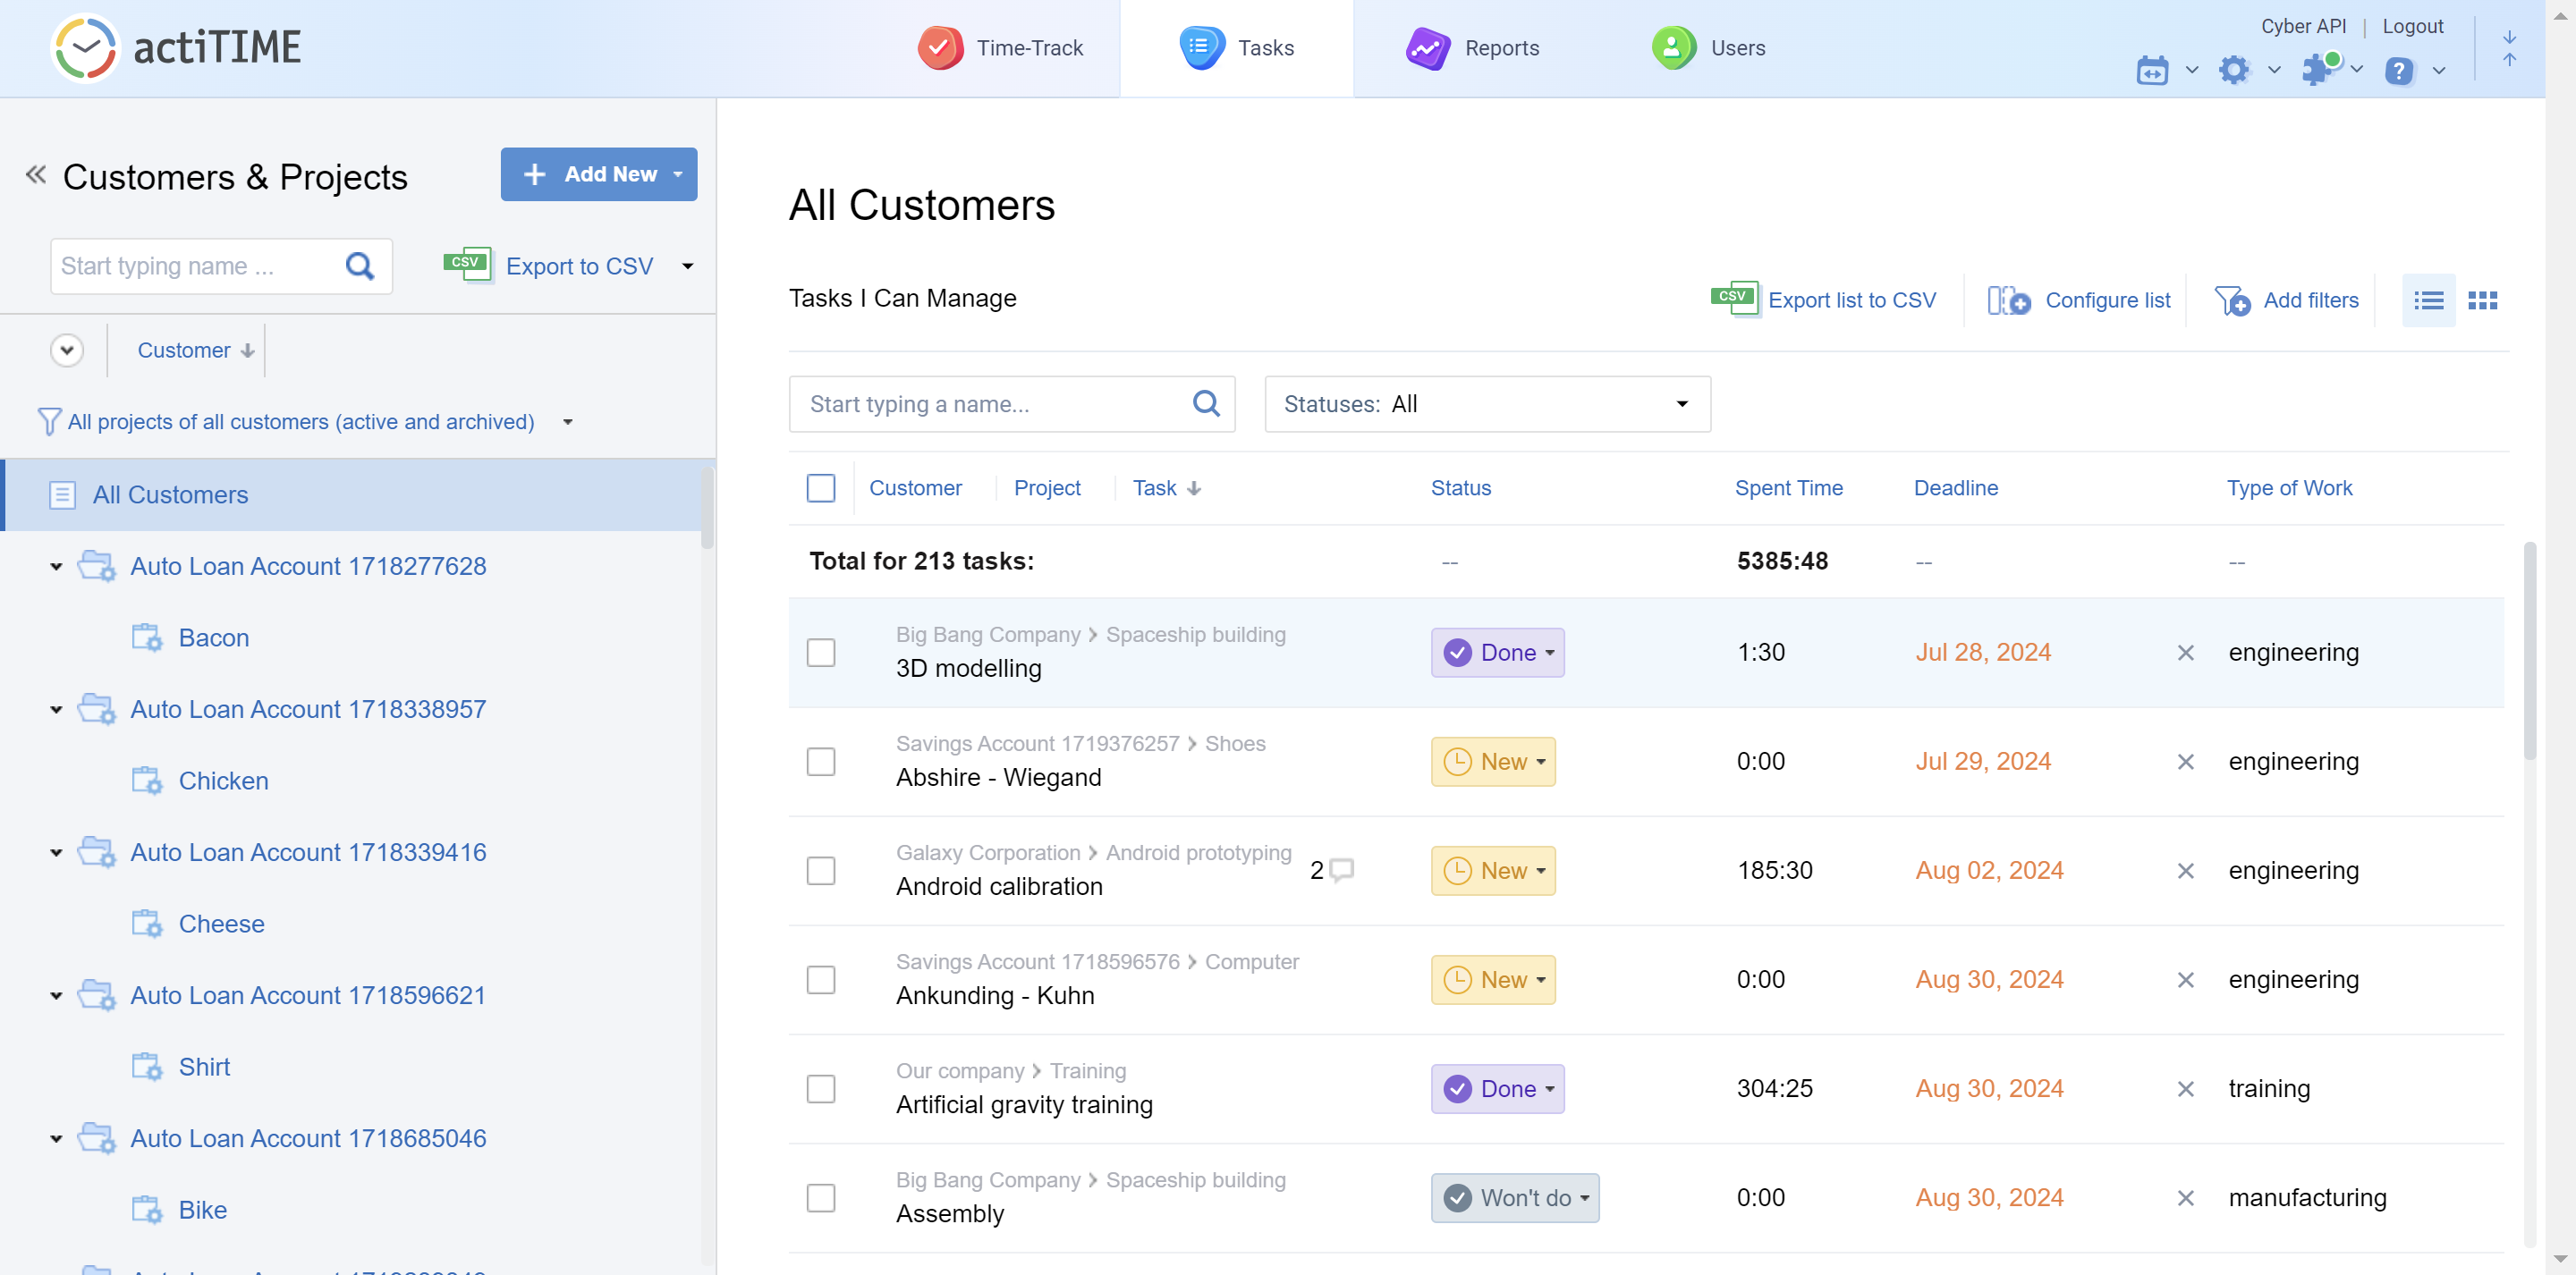 actiTIME
Time-Track
Tasks
Reports
Users
Cyber API
Logout
Customers & Projects
Add New
Start typing name ...
CSV
Export to CSV
Customer
All projects of all customers (active and archived)
All Customers
Auto Loan Account 1718277628
Bacon
Auto Loan Account 1718338957
Chicken
Auto Loan Account 1718339416
Cheese
Auto Loan Account 1718596621
Shirt
Auto Loan Account 1718685046
Bike
All Customers
Tasks I Can Manage
CSV
Export list to CSV
Configure list
Add filters
Start typing a name...
Statuses: All
Customer Project Task Status Spent Time Deadline Type of Work
Total for 213 tasks: -- 5385:48 -- --
Big Bang Company > Spaceship building
3D modelling
Done 1:30 Jul 28, 2024 engineering
Savings Account 1719376257 > Shoes
Abshire - Wiegand
New 0:00 Jul 29, 2024 engineering
Galaxy Corporation > Android prototyping
Android calibration
2
New 185:30 Aug 02, 2024 engineering
Savings Account 1718596576 > Computer
Ankunding - Kuhn
New 0:00 Aug 30, 2024 engineering
Our company > Training
Artificial gravity training
Done 304:25 Aug 30, 2024 training
Big Bang Company > Spaceship building
Assembly
Won't do 0:00 Aug 30, 2024 manufacturing